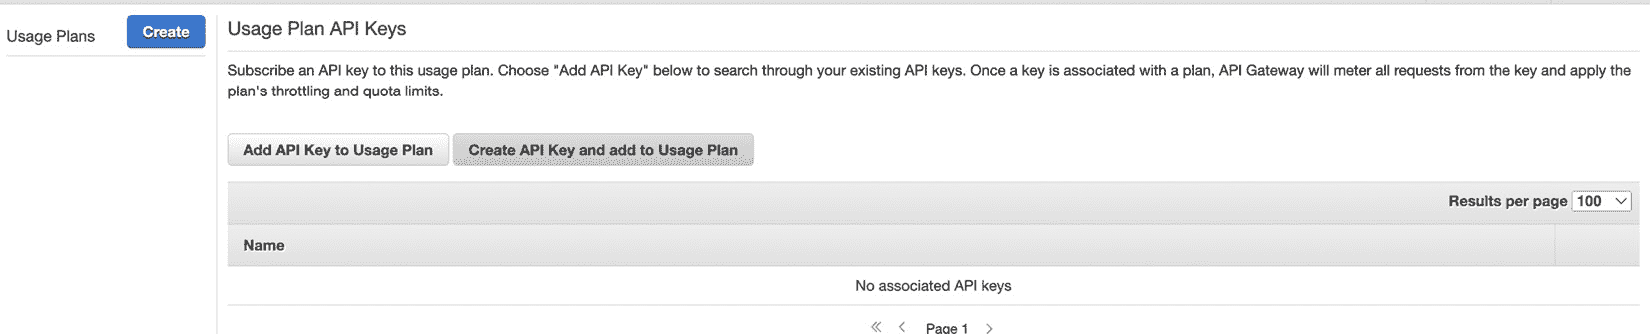 Usage Plans
Create
Usage Plan API Keys
Subscribe an API key to this usage plan. Choose "Add API Key" below to search through your existing API keys. Once a key is associated with a plan, API Gateway will meter all requests from the key and apply the
plan's throttling and quota limits.
Add API Key to Usage Plan
Create API Key and add to Usage Plan
Results per page 100
Name
No associated API keys
Page 1